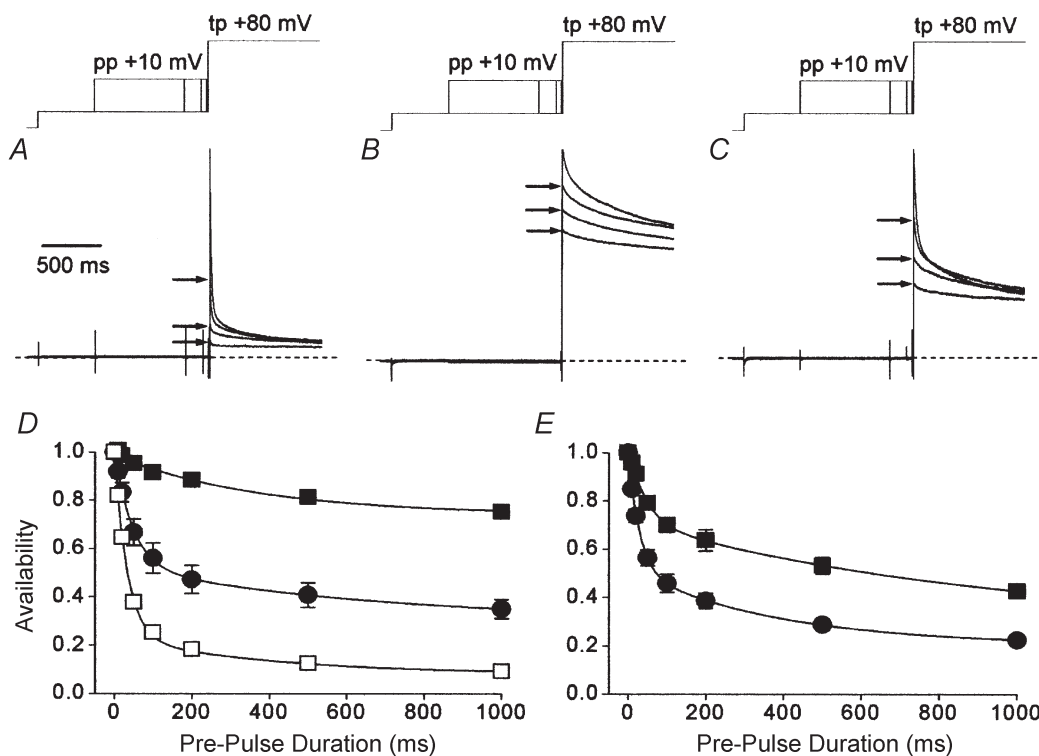 tp +80 mV
tp +80 mV
tp +80 mV
pp +10 mV
pp +10 mV
pp +10 mV
A
B
C
500 ms
D
E
1.0
0.8
0.6
0.4
0.2
0.0
Availability
0
200
400
600
800
1000
Pre-Pulse Duration (ms)
1.0
0.8
0.6
0.4
0.2
0.0
0
200
400
600
800
1000
Pre-Pulse Duration (ms)